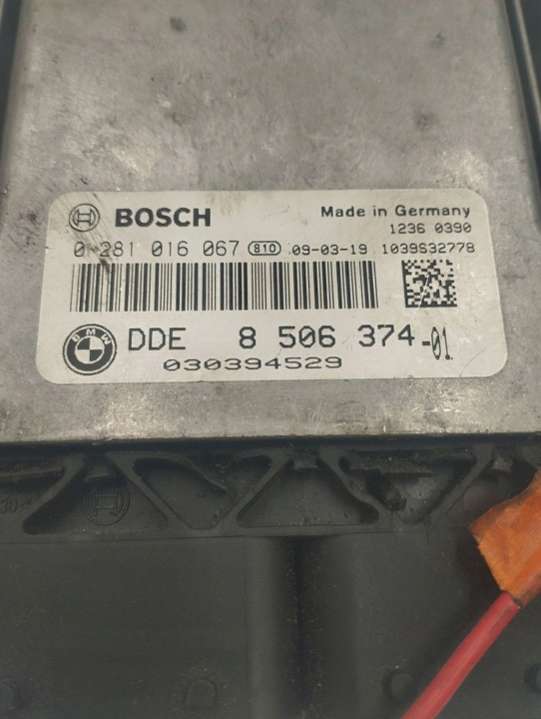 BOSCH
Made in Germany
1236 0390
0 281 016 067 810 09-03-19 1039S32778
BMW
DDE 8 506 374-01
030394529